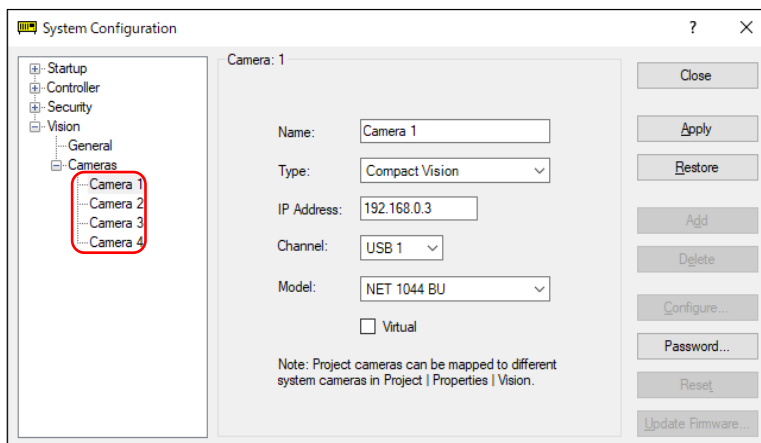 System Configuration
?
Startup
Controller
Security
Vision
General
Cameras
Camera 1
Camera 2
Camera 3
Camera 4
Camera: 1
Name: Camera 1
Type: Compact Vision
IP Address: 192.168.0.3
Channel: USB 1
Model: NET 1044 BU
Virtual
Note: Project cameras can be mapped to different
system cameras in Project | Properties | Vision.
Close
Apply
Restore
Add
Delete
Configure...
Password...
Reset
Update Firmware...